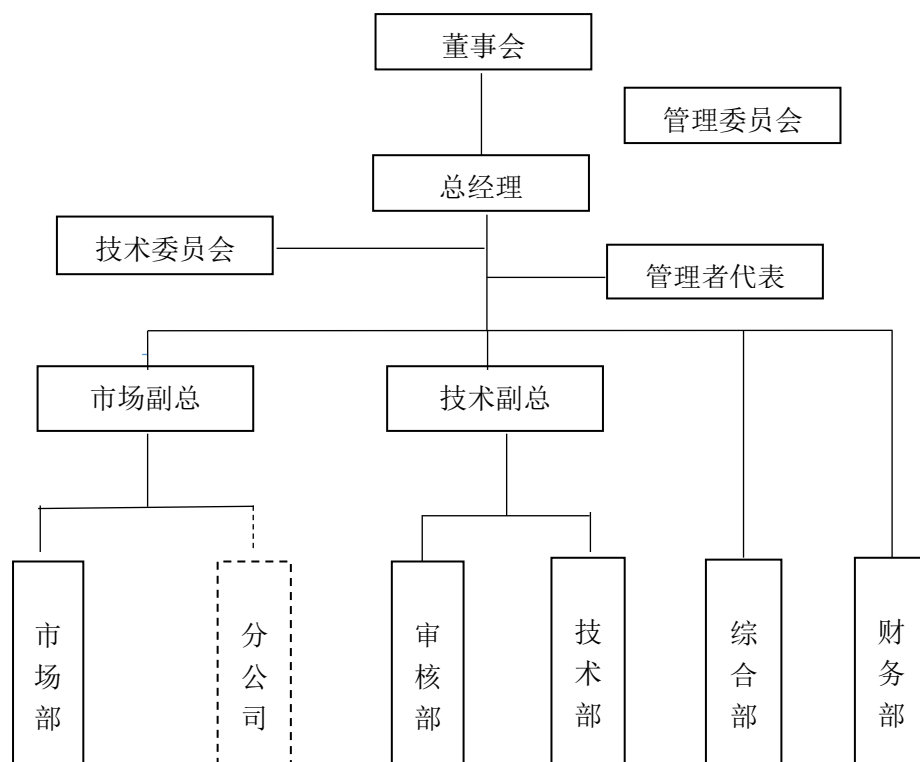 董事会
管理委员会
总经理
技术委员会
管理者代表
市场副总
技术副总
市场部
分公司
审核部
技术部
综合部
财务部